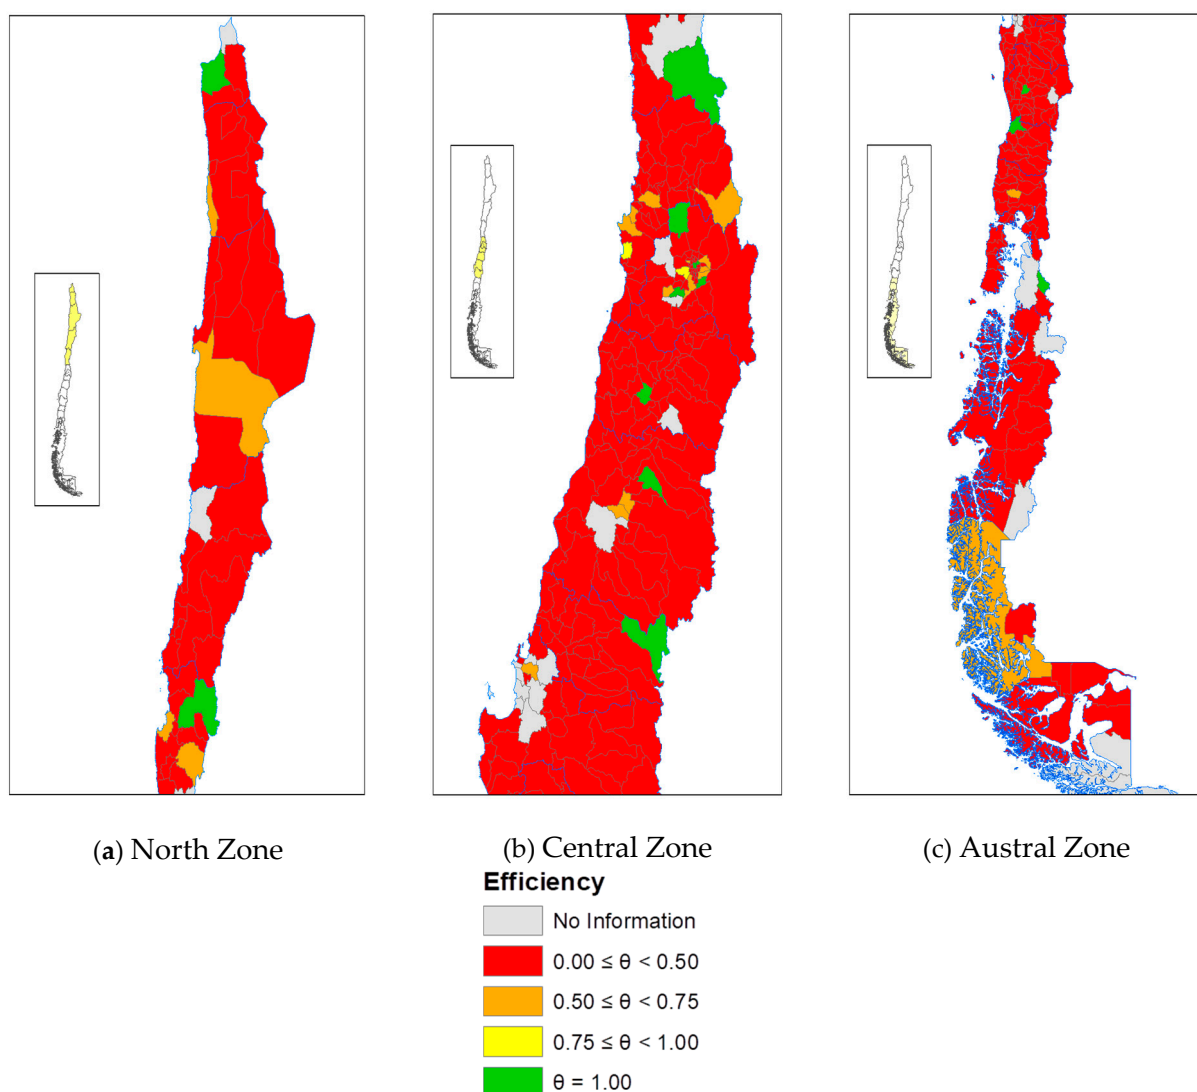 (a) North Zone
(b) Central Zone
(c) Austral Zone
Efficiency
No Information
0.00 ≤ θ < 0.50
0.50 ≤ θ < 0.75
0.75 ≤ θ < 1.00
θ = 1.00